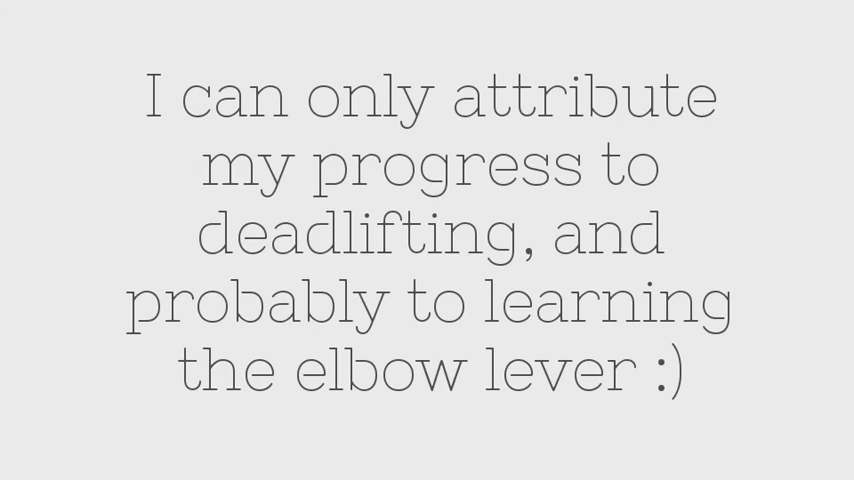 I can only attribute
my progress to
deadlifting, and
probably to learning
the elbow lever :)